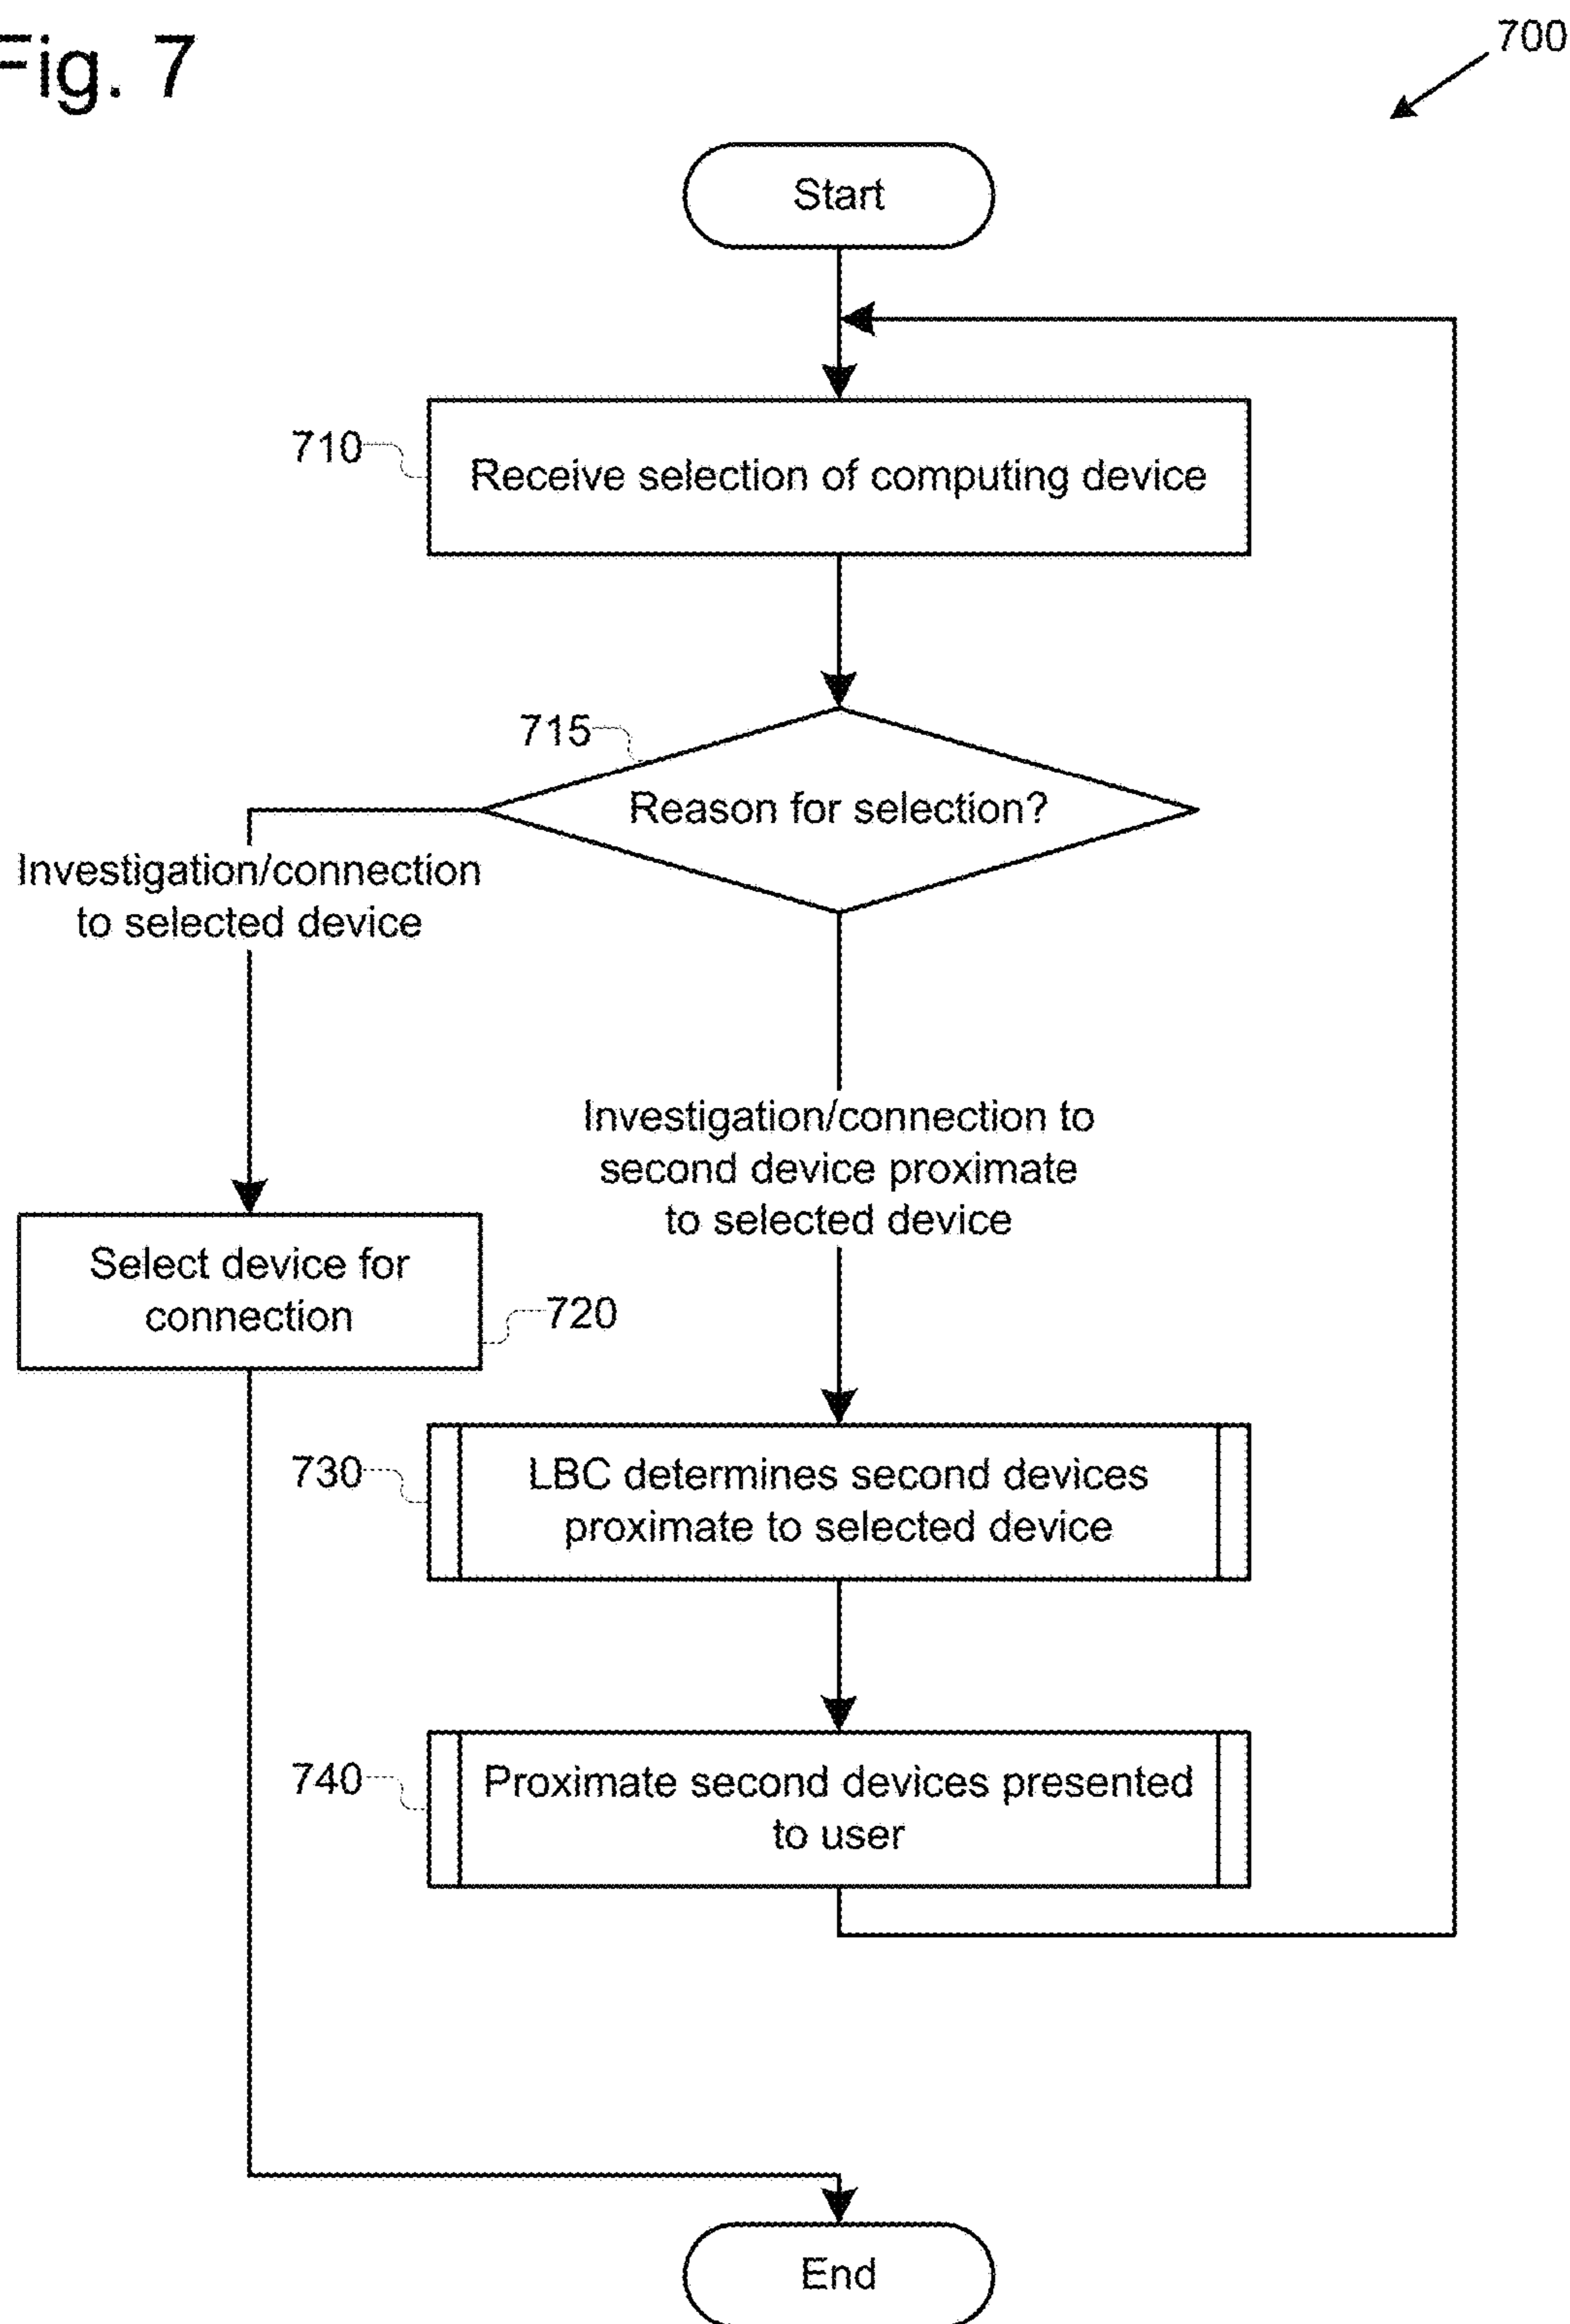 Fig. 7
700
Start
710
Receive selection of computing device
715
Reason for selection?
Investigation/connection
to selected device
Investigation/connection to
second device proximate
to selected device
Select device for
connection
720
730
LBC determines second devices
proximate to selected device
740
Proximate second devices presented
to user
End